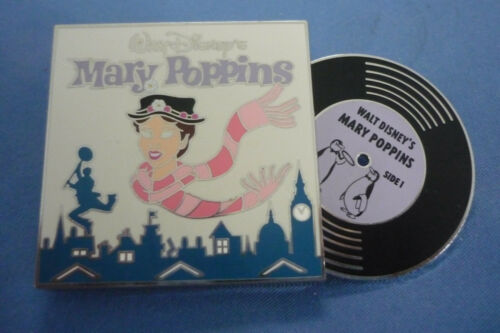 Walt Disney's
Mary Poppins
WALT DISNEY'S
MARY POPPINS
SIDE 1